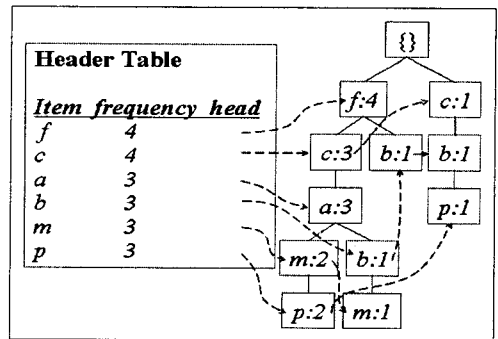 {}
Header Table
f:4 c:1
Item frequency head
f 4
c 4
c:3 b:1 b:1
a 3
b 3
a:3 p:1
m 3
p 3
m:2 b:1
p:2 m:1